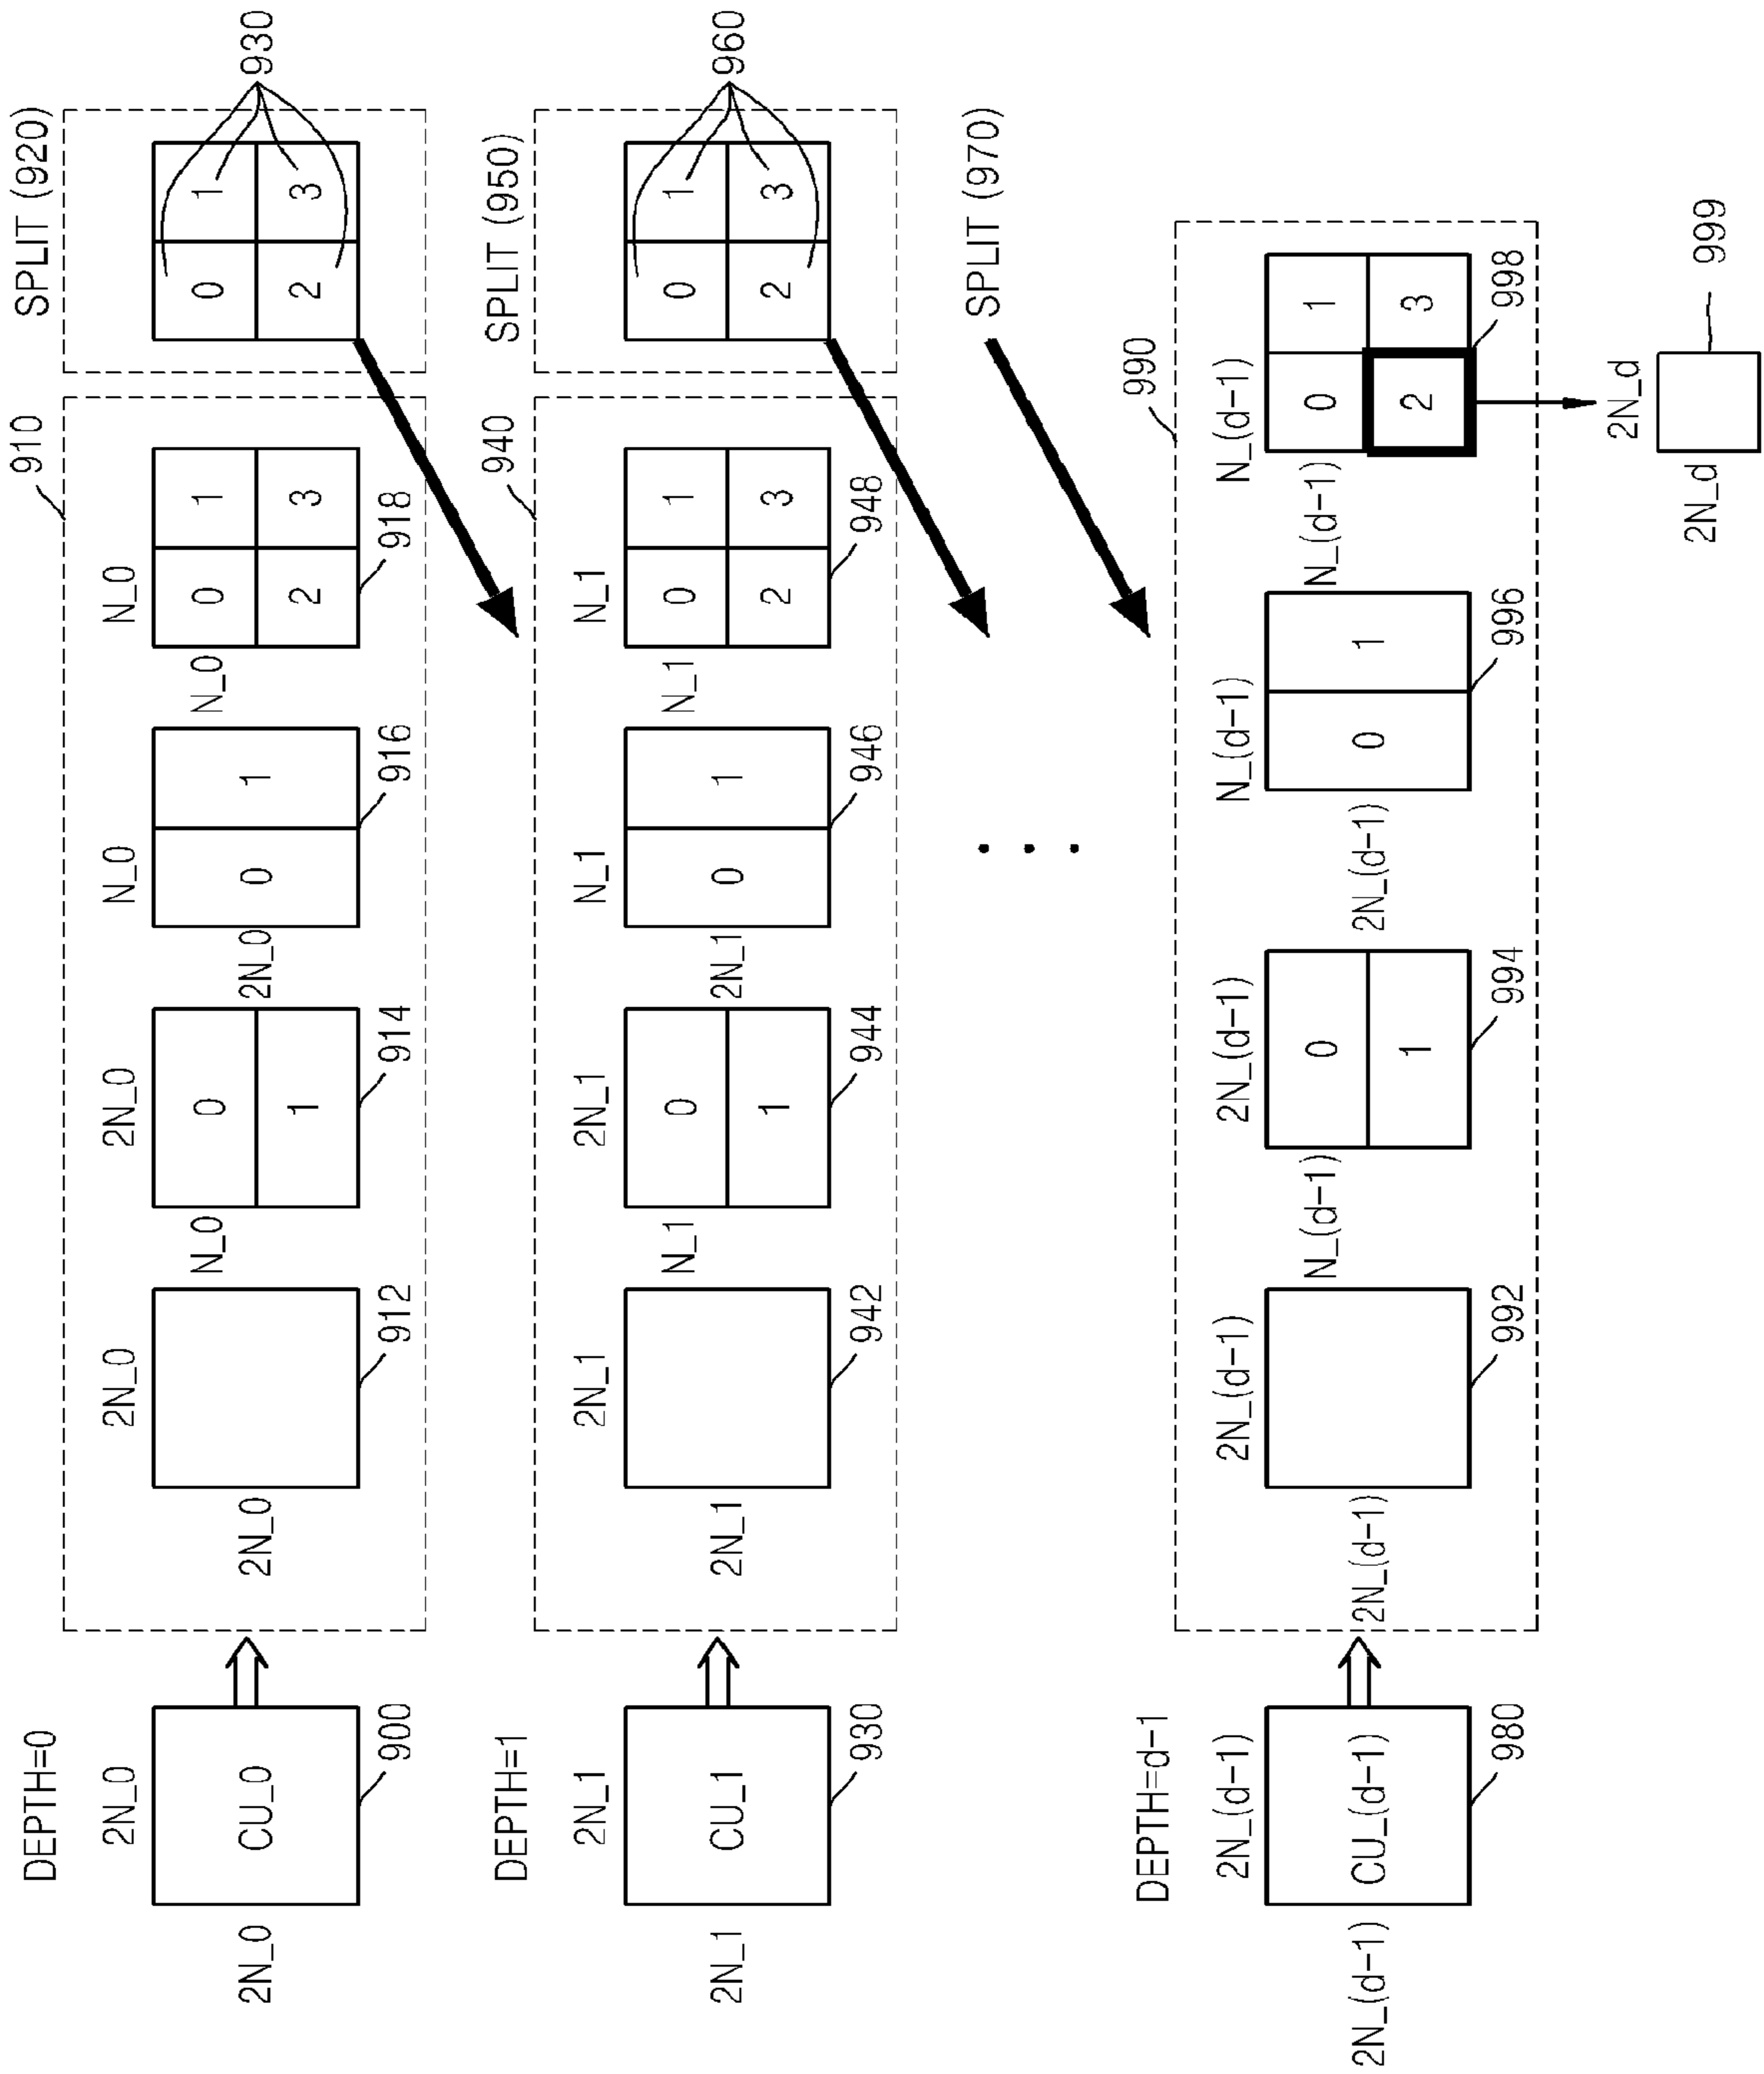 DEPTH=0
2N_0
2N_0
CU_0
900
910
2N_0
2N_0
912
2N_0
N_0
0
1
914
N_0
2N_0
0 1
916
N_0
N_0
0 1
2 3
918
SPLIT (920)
0 1
2 3
930
DEPTH=1
2N_1
2N_1
CU_1
930
940
2N_1
2N_1
942
2N_1
N_1
0
1
944
N_1
2N_1
0 1
946
N_1
N_1
0 1
2 3
948
SPLIT (950)
0 1
2 3
960
SPLIT (970)
DEPTH=d-1
2N_(d-1)
2N_(d-1)
CU_(d-1)
980
990
2N_(d-1)
2N_(d-1)
992
2N_(d-1)
N_(d-1)
0
1
994
N_(d-1)
2N_(d-1)
0 1
996
N_(d-1)
N_(d-1)
0 1
2 3
998
2N_d
2N_d
999